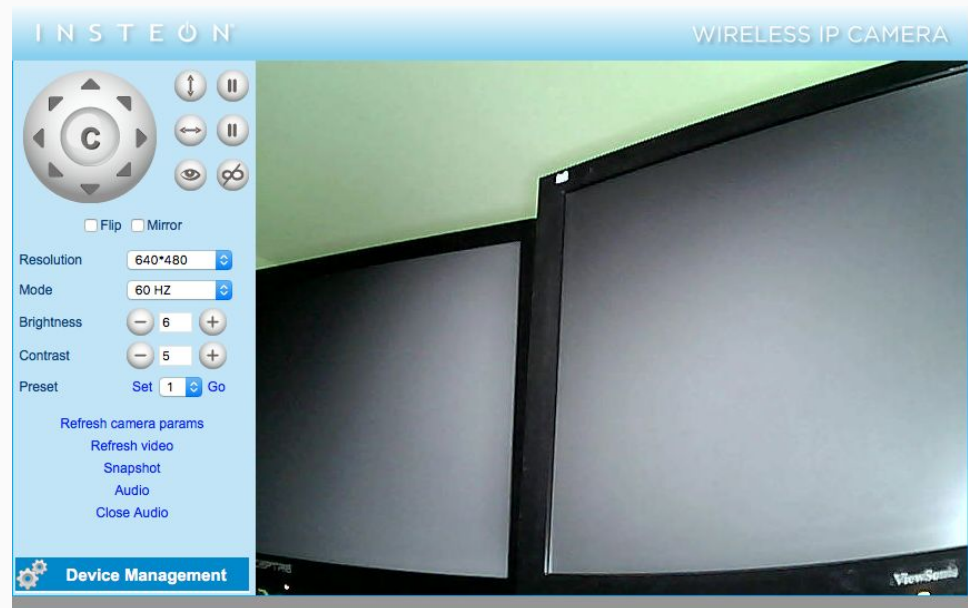 INSTEON
WIRELESS IP CAMERA
C
Flip Mirror
Resolution 640*480
Mode 60 HZ
Brightness 6
Contrast 5
Preset Set 1 Go
Refresh camera params
Refresh video
Snapshot
Audio
Close Audio
Device Management
ViewSonic